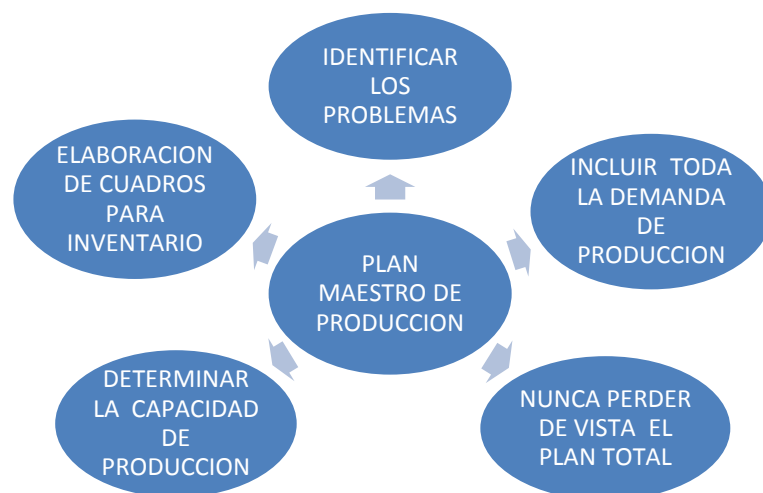 IDENTIFICAR
LOS
PROBLEMAS
ELABORACION
DE CUADROS
PARA
INVENTARIO
INCLUIR TODA
LA DEMANDA
DE
PRODUCCION
PLAN
MAESTRO DE
PRODUCCION
DETERMINAR
LA CAPACIDAD
DE
PRODUCCION
NUNCA PERDER
DE VISTA EL
PLAN TOTAL